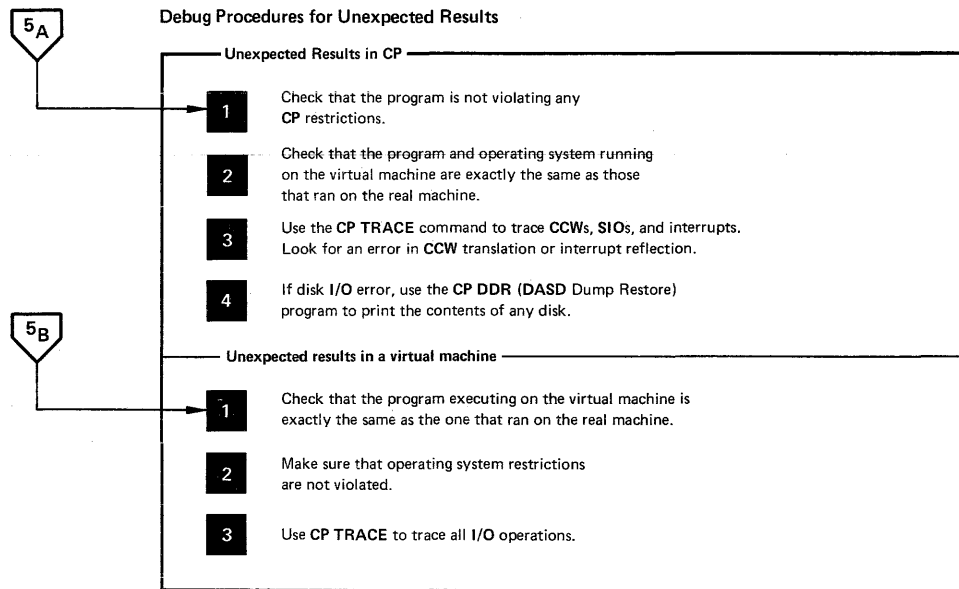 5A
Debug Procedures for Unexpected Results
Unexpected Results in CP
1
Check that the program is not violating any
CP restrictions.
2
Check that the program and operating system running
on the virtual machine are exactly the same as those
that ran on the real machine.
3
Use the CP TRACE command to trace CCWs, SIOs, and interrupts.
Look for an error in CCW translation or interrupt reflection.
4
If disk I/O error, use the CP DDR (DASD Dump Restore)
program to print the contents of any disk.
5B
Unexpected results in a virtual machine
1
Check that the program executing on the virtual machine is
exactly the same as the one that ran on the real machine.
2
Make sure that operating system restrictions
are not violated.
3
Use CP TRACE to trace all I/O operations.